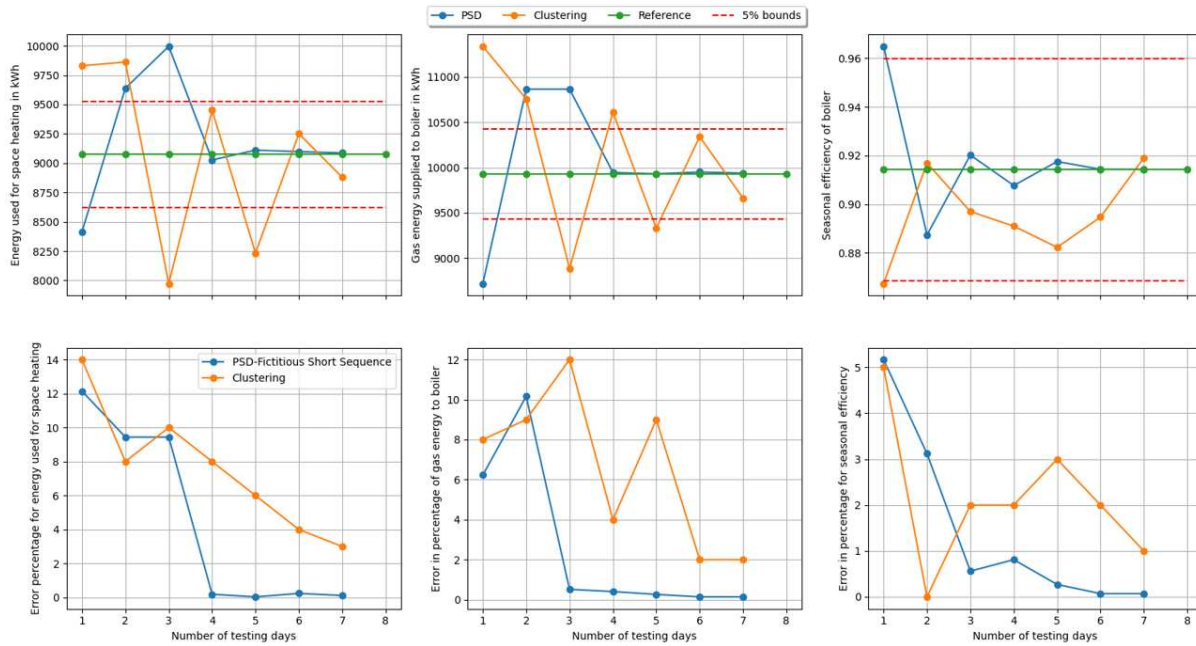 PSD Clustering Reference 5% bounds
Energy used for space heating in kWh
10000
9750
9500
9250
9000
8750
8500
8250
8000
Gas energy supplied to boiler in kWh
11000
10500
10000
9500
9000
Seasonal efficiency of boiler
0.96
0.94
0.92
0.90
0.88
Error percentage for energy used for space heating
14
12
10
8
6
4
2
0
PSD-Fictitious Short Sequence
Clustering
1 2 3 4 5 6 7 8
Number of testing days
Error in percentage of gas energy to boiler
12
10
8
6
4
2
0
1 2 3 4 5 6 7 8
Number of testing days
Error in percentage for seasonal efficiency
5
4
3
2
1
0
1 2 3 4 5 6 7 8
Number of testing days